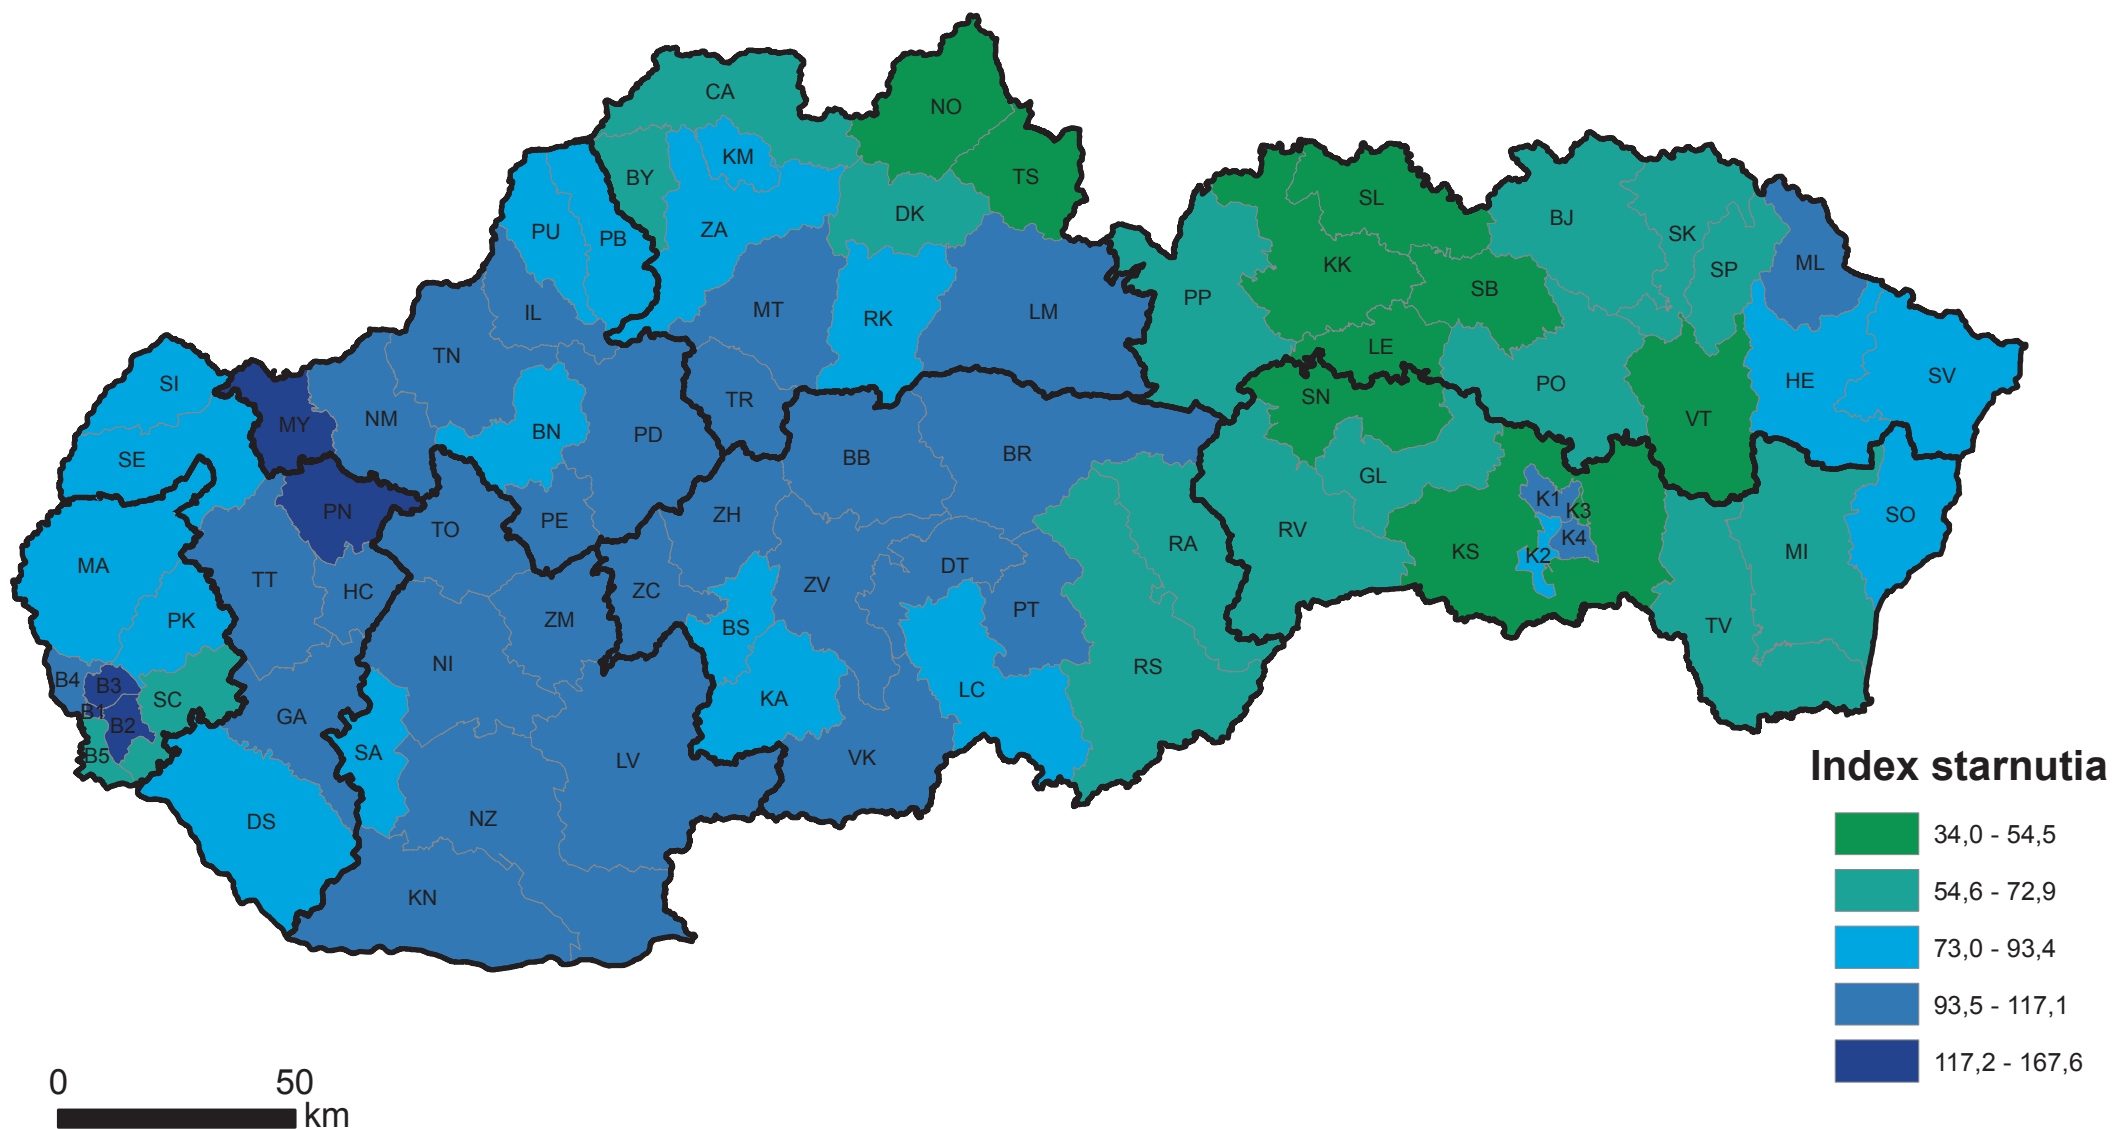 NO
CA
KM
BY
TS
SL
DK
BJ
ZA
PU
PB
SK
ML
KK
SP
SB
PP
MT
LM
IL
RK
LE
TN
SI
HE
SV
PO
SN
TR
NM
MY
VT
BN
PD
SE
BB
BR
GL
K1
K3
PN
ZH
SO
PE
TO
RV
K4
RA
KS
K2
MI
MA
DT
TT
ZV
HC
ZC
PT
PK
ZM
BS
TV
NI
RS
B4
B3
LC
SC
KA
B1
GA
B2
SA
B5
LV
VK
DS
NZ
KN
Index starnutia
34,0 - 54,5
54,6 - 72,9
73,0 - 93,4
93,5 - 117,1
117,2 - 167,6
0 50
km